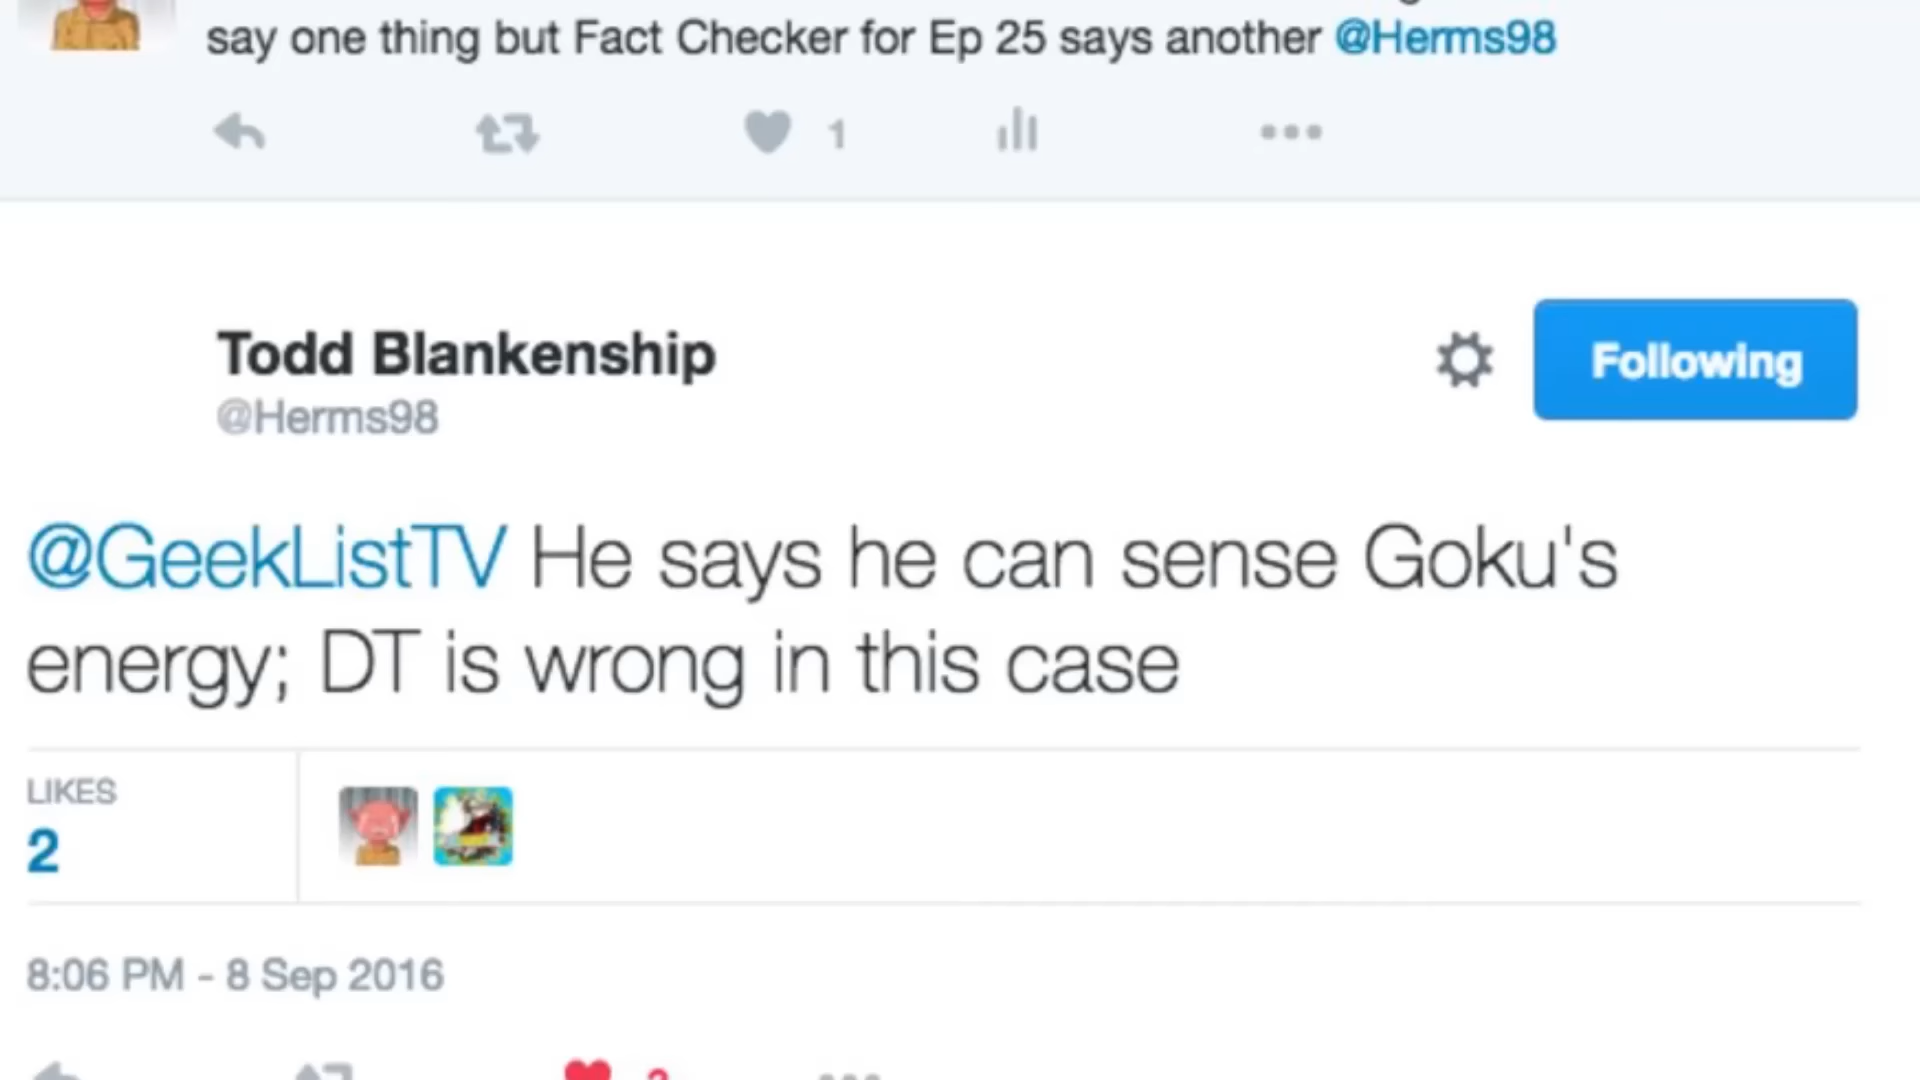 say one thing but Fact Checker for Ep 25 says another @Herms98
1
Todd Blankenship
@Herms98
Following
@GeekListTV He says he can sense Goku's
energy; DT is wrong in this case
LIKES
2
8:06 PM - 8 Sep 2016